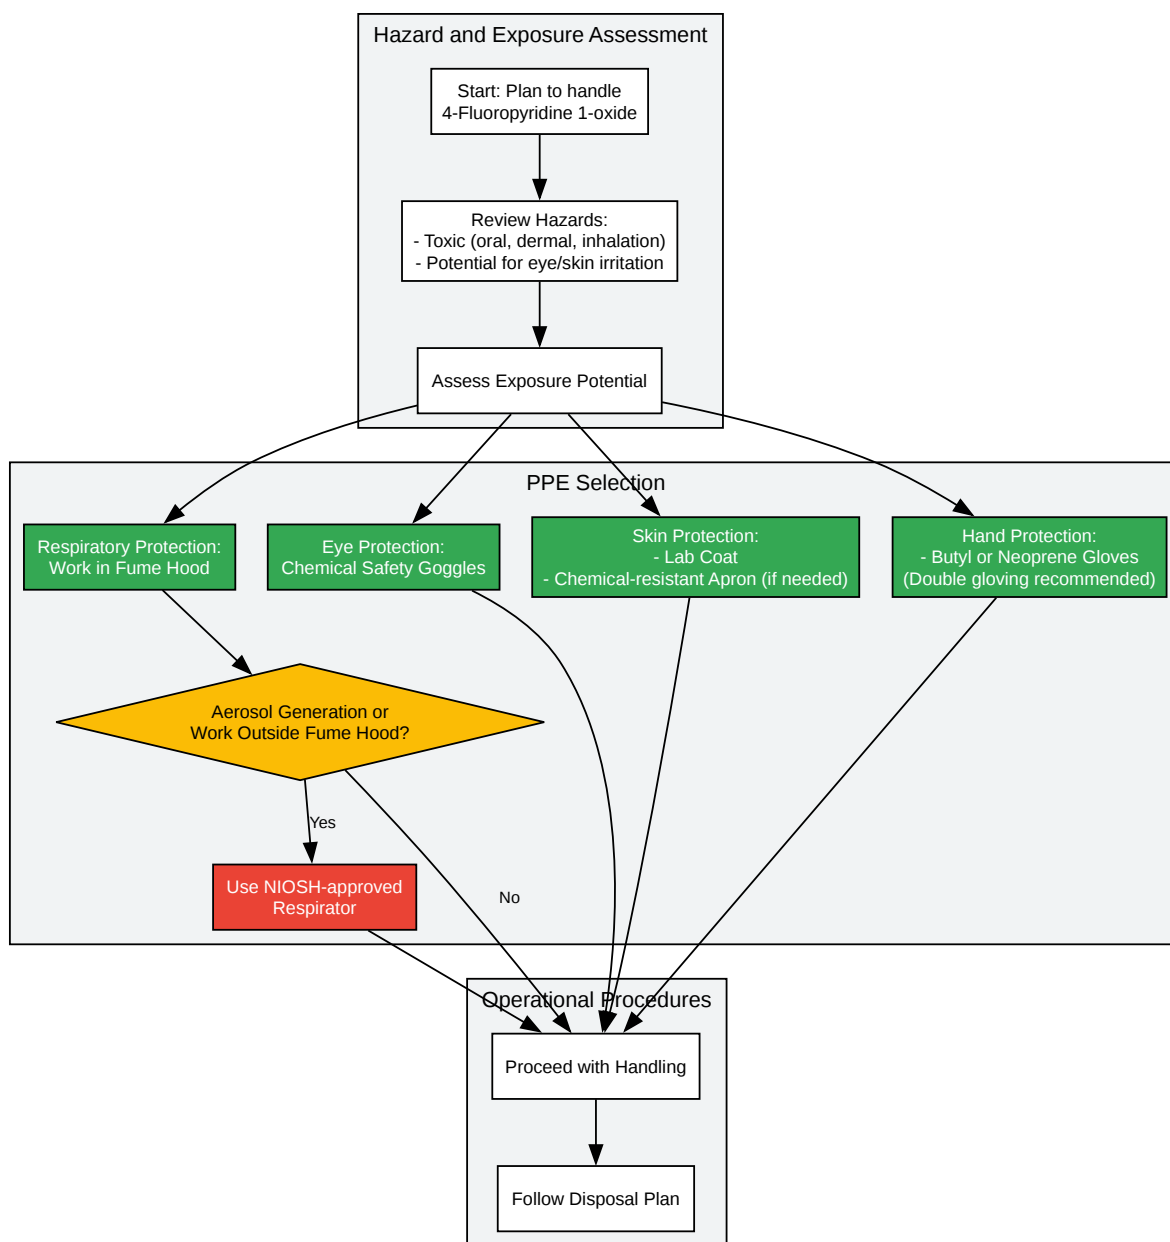 Hazard and Exposure Assessment
Start: Plan to handle
4-Fluoropyridine 1-oxide
Review Hazards:
- Toxic (oral, dermal, inhalation)
- Potential for eye/skin irritation
Assess Exposure Potential
PPE Selection
Respiratory Protection:
Work in Fume Hood
Eye Protection:
Chemical Safety Goggles
Skin Protection:
- Lab Coat
- Chemical-resistant Apron (if needed)
Hand Protection:
- Butyl or Neoprene Gloves
(Double gloving recommended)
Aerosol Generation or
Work Outside Fume Hood?
Yes
No
Use NIOSH-approved
Respirator
Operational Procedures
Proceed with Handling
Follow Disposal Plan